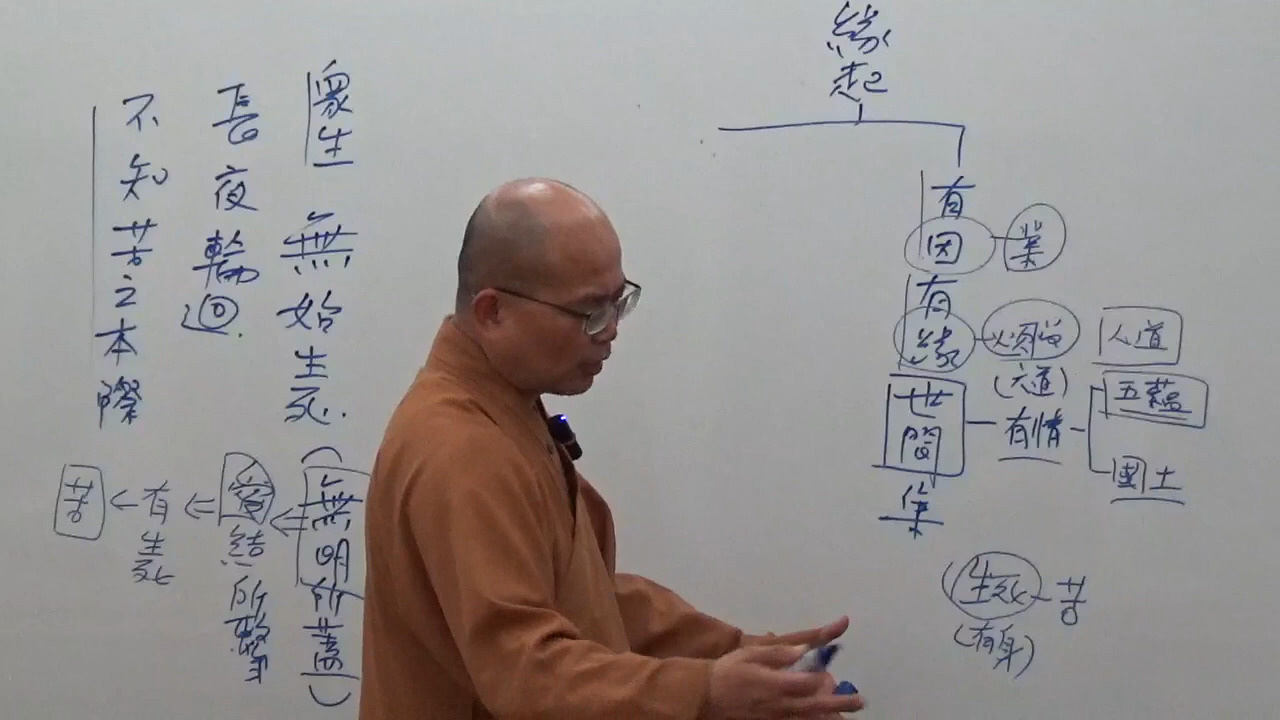 緣起
有因 業
有緣 煩惱 人道
世間 (六道)有情 五蘊 國土
集
(生死 苦
(有身)
眾生 無始生死.
長夜輪迴.
不知苦之本際
(無明所蓋)
愛結所繫
有生死
苦